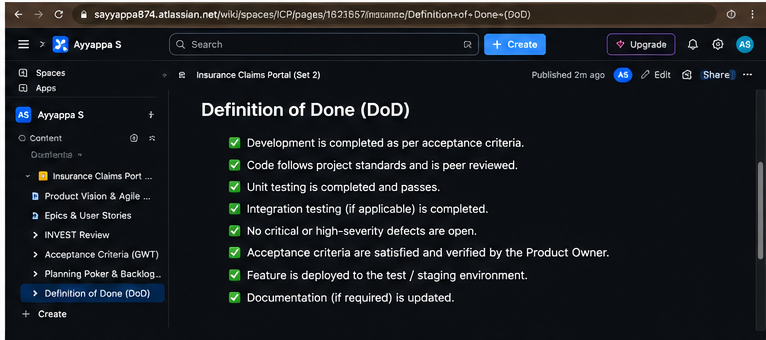 sayyappa874.atlassian.net/wiki/spaces/ICP/pages/
/Definition+of+Done+(DoD)
Ayyappa S
Search
+ Create
Upgrade
AS
Spaces
Apps
Insurance Claims Portal (Set 2)
Published 2m ago
AS
Edit
Share
AS Ayyappa S
Content
Insurance Claims Port ...
Product Vision & Agile ...
Epics & User Stories
INVEST Review
Acceptance Criteria (GWT)
Planning Poker & Backlog...
Definition of Done (DoD)
+ Create
Definition of Done (DoD)
✅ Development is completed as per acceptance criteria.
✅ Code follows project standards and is peer reviewed.
✅ Unit testing is completed and passes.
✅ Integration testing (if applicable) is completed.
✅ No critical or high-severity defects are open.
✅ Acceptance criteria are satisfied and verified by the Product Owner.
✅ Feature is deployed to the test / staging environment.
✅ Documentation (if required) is updated.